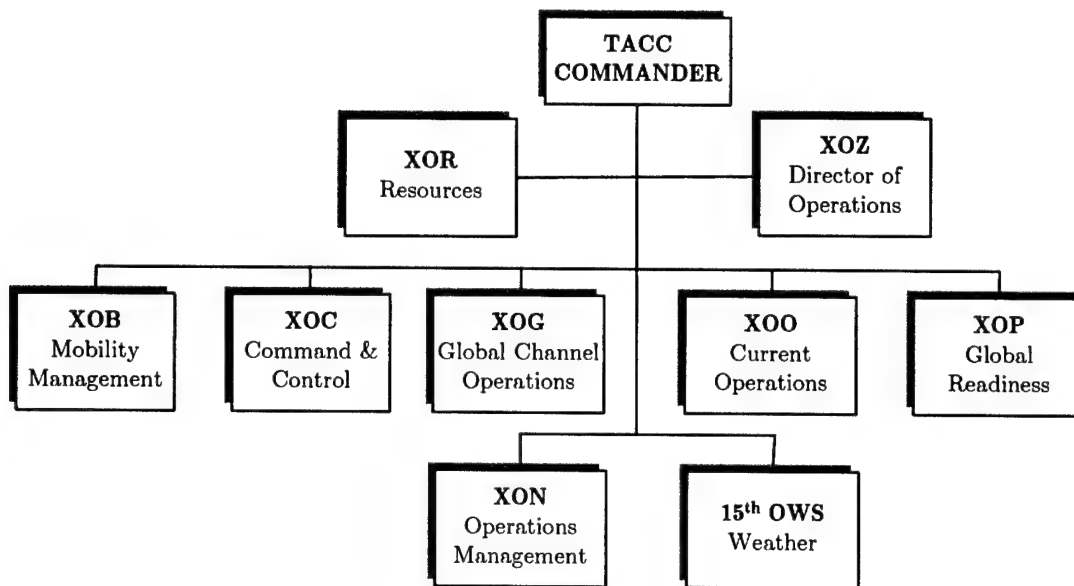 TACC
COMMANDER
XOR
Resources
XOZ
Director of
Operations
XOB
Mobility
Management
XOC
Command &
Control
XOG
Global Channel
Operations
XOO
Current
Operations
XOP
Global
Readiness
XON
Operations
Management
15th OWS
Weather